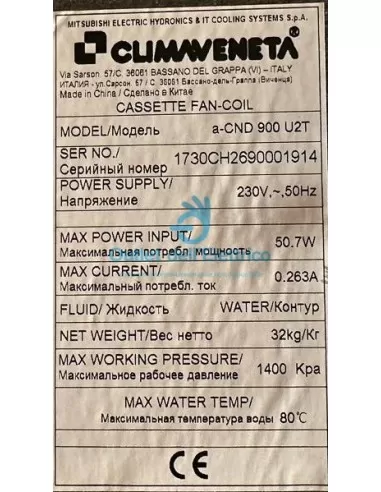 MITSUBISHI ELECTRIC HYDRONICS & IT COOLING SYSTEMS S.p.A.
CLIMAVENETA
Via Sarson 57/C, 36061 BASSANO DEL GRAPPA (VI) – ITALY
ИТАЛИЯ - ул.Сарсон 57/C, 36061 Бассано-дель-Граппа (Виченца)
Made in China / Сделано в Китае
CASSETTE FAN-COIL
MODEL/Модель a-CND 900 U2T
SER NO./ 1730CH2690001914
Серийный номер
POWER SUPPLY/ 230V,~,50Hz
Напряжение
MAX POWER INPUT/ 50.7W
Максимальная потребл. мощность
MAX CURRENT/ 0.263A
Максимальный потребл. ток
FLUID/ Жидкость WATER/Контур
NET WEIGHT/Вес нетто 32kg/Кг
MAX WORKING PRESSURE/ 1400 Kpa
Максимальное рабочее давление
MAX WATER TEMP/
Максимальная температура воды 80℃
CE